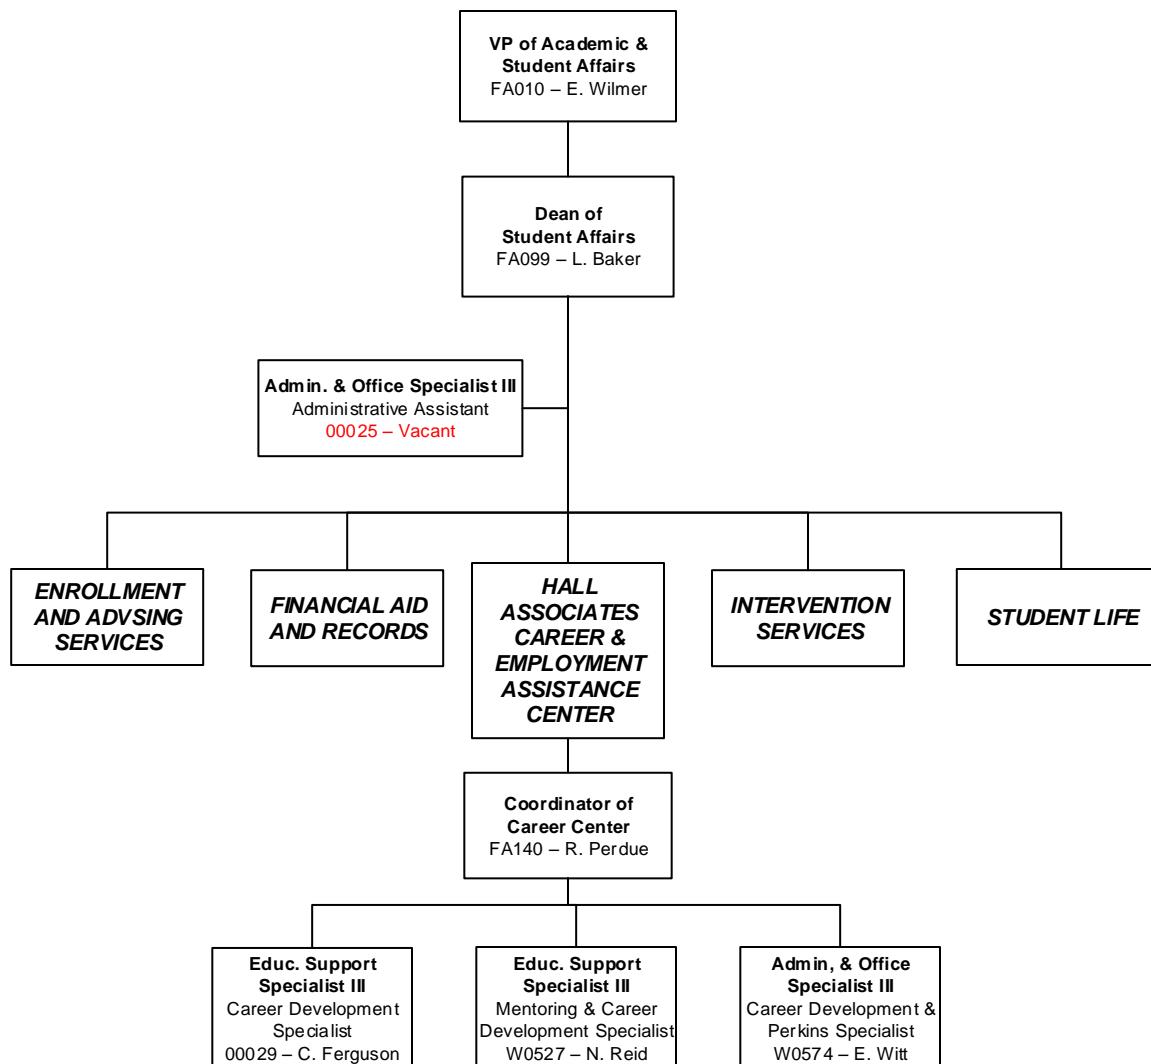 VP of Academic &
Student Affairs
FA010 – E. Wilmer
Dean of
Student Affairs
FA099 – L. Baker
Admin. & Office Specialist III
Administrative Assistant
00025 – Vacant
ENROLLMENT
AND ADVSING
SERVICES
FINANCIAL AID
AND RECORDS
HALL
ASSOCIATES
CAREER &
EMPLOYMENT
ASSISTANCE
CENTER
INTERVENTION
SERVICES
STUDENT LIFE
Coordinator of
Career Center
FA140 – R. Perdue
Educ. Support
Specialist III
Career Development
Specialist
00029 – C. Ferguson
Educ. Support
Specialist III
Mentoring & Career
Development Specialist
W0527 – N. Reid
Admin, & Office
Specialist III
Career Development &
Perkins Specialist
W0574 – E. Witt